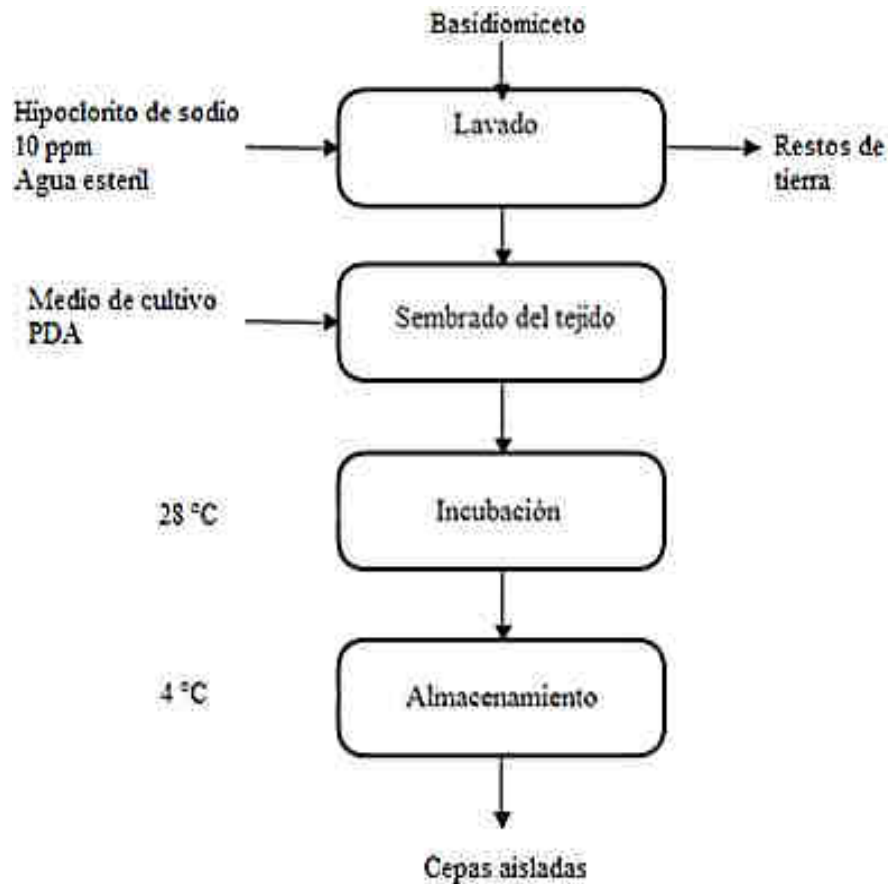 Basidiomiceto
Lavado
Hipoclorito de sodio
10 ppm
Agua esteril
Restos de
tierra
Medio de cultivo
PDA
Sembrado del tejido
28 °C
Incubación
4 °C
Almacenamiento
Cepas aisladas